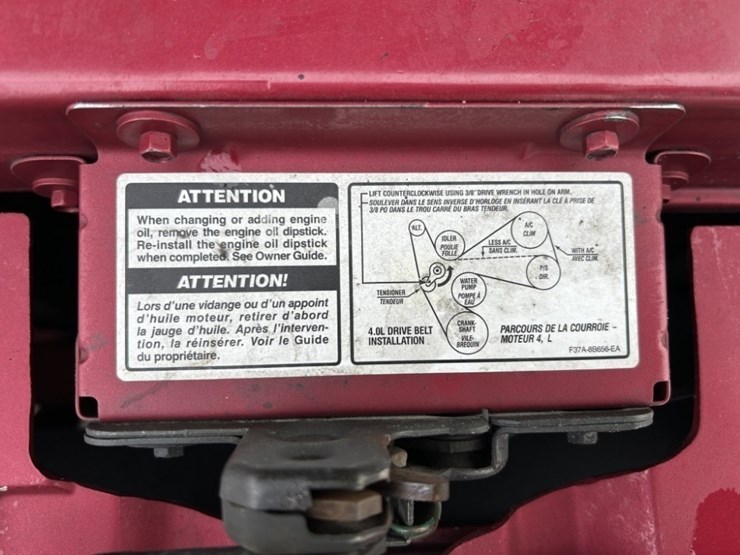 ATTENTION
When changing or adding engine
oil, remove the engine oil dipstick.
Re-install the engine oil dipstick
when completed. See Owner Guide.
ATTENTION!
Lors d'une vidange ou d'un appoint
d'huile moteur, retirer d'abord
la jauge d'huile. Après l'interven-
tion, la réinsérer. Voir le Guide
du propriétaire.
LIFT COUNTERCLOCKWISE USING 3/8" DRIVE WRENCH IN HOLE ON ARM.
SOULEVER DANS LE SENS INVERSE D'HORLOGE EN INSÉRANT LA CLÉ À PRISE DE
3/8 PO DANS LE TROU CARRÉ DU BRAS TENDEUR.
ALT.
IDLER
POULIE
FOLLE
A/C
CLIM
LESS A/C
SANS CLIM.
WITH A/C
AVEC CLIM.
P/S
DIR.
TENSIONER
TENDEUR
WATER
PUMP
POMPE À
EAU
CRANK-
SHAFT
VILE-
BREQUIN
4.0L DRIVE BELT
INSTALLATION
PARCOURS DE LA COURROIE -
MOTEUR 4, L
F37A-8B656-EA